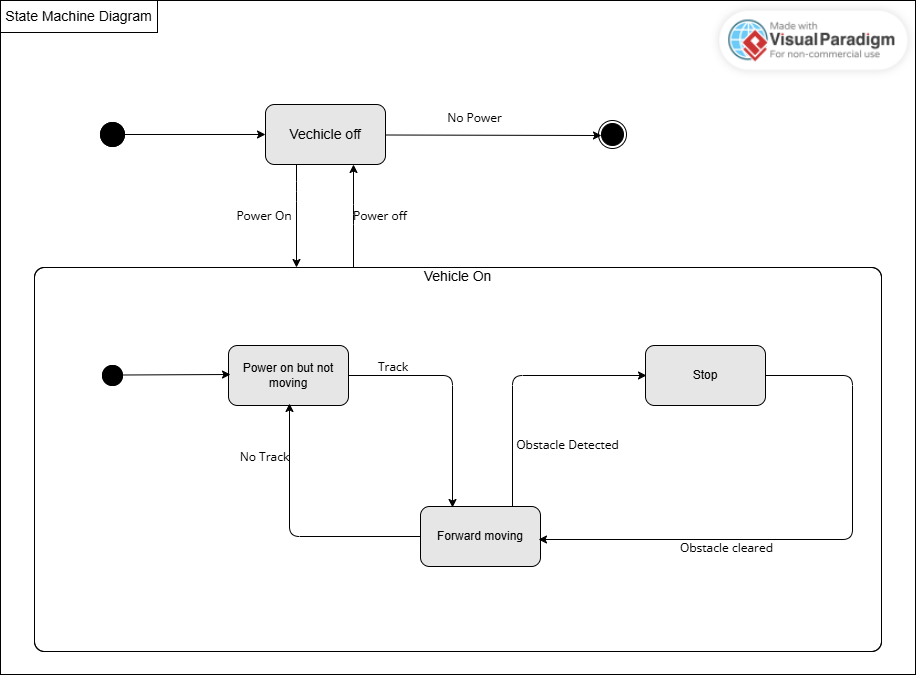 State Machine Diagram
Made with
Visual Paradigm
For non-commercial use
Vechicle off
No Power
Power On
Power off
Vehicle On
Power on but not
moving
Track
Stop
Obstacle Detected
No Track
Forward moving
Obstacle cleared